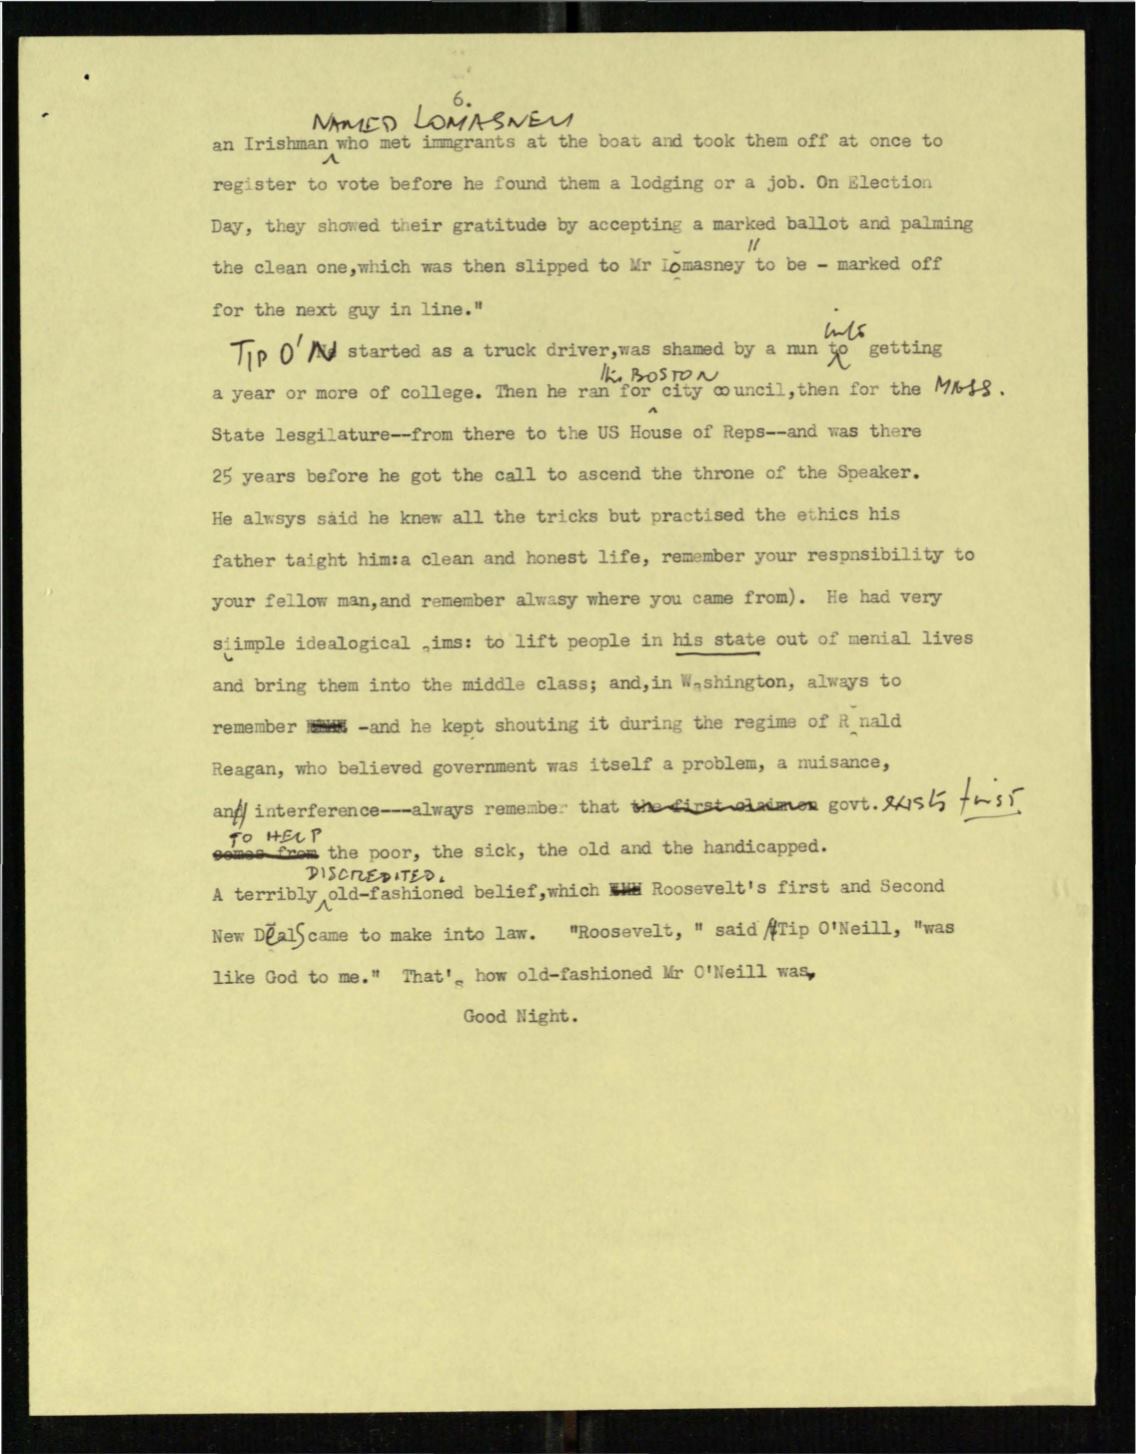 6.
NAMED LOMASNEY
an Irishman who met immgrants at the boat and took them off at once to
register to vote before he found them a lodging or a job. On Election
Day, they showed their gratitude by accepting a marked ballot and palming
the clean one,which was then slipped to Mr Lomasney "to be - marked off
for the next guy in line."
into
TIP O'N started as a truck driver,was shamed by a nun to getting
the BOSTON
a year or more of college. Then he ran for city council,then for the MASS.
State lesgilature--from there to the US House of Reps--and was there
25 years before he got the call to ascend the throne of the Speaker.
He alwsys said he knew all the tricks but practised the ethics his
father taight him:a clean and honest life, remember your respnsibility to
your fellow man,and remember alwasy where you came from). He had very
siimple idealogical aims: to lift people in his state out of menial lives
and bring them into the middle class; and,in Washington, always to
remember -and he kept shouting it during the regime of Ronald
Reagan, who believed government was itself a problem, a nuisance,
an interference---always remember that the first claimon govt. exists first
TO HELP
comes from the poor, the sick, the old and the handicapped.
DISCREDITED.
A terribly old-fashioned belief,which Roosevelt's first and Second
New Deals came to make into law. "Roosevelt, " said Tip O'Neill, "was
like God to me." That's how old-fashioned Mr O'Neill was.
Good Night.